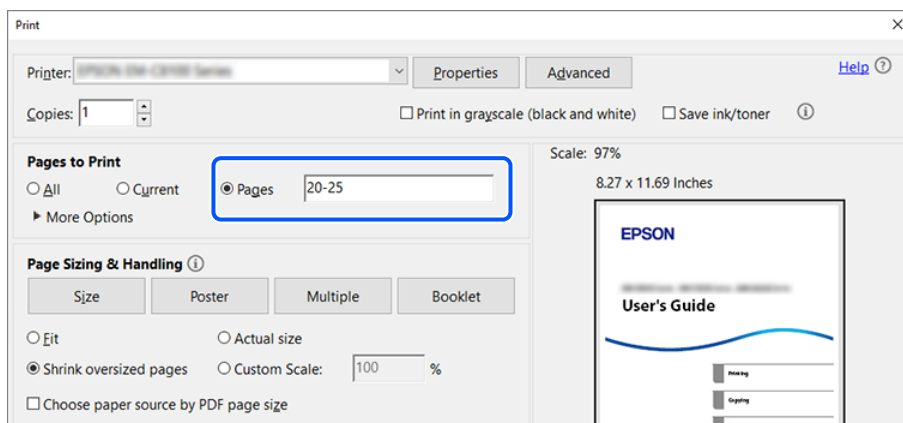 Print
Printer:
Properties
Advanced
Help
Copies: 1
Print in grayscale (black and white)
Save ink/toner
Pages to Print
All
Current
Pages 20-25
More Options
Scale: 97%
8.27 x 11.69 Inches
EPSON
User's Guide
Printing
Copying
Page Sizing & Handling
Size
Poster
Multiple
Booklet
Fit
Actual size
Shrink oversized pages
Custom Scale: 100 %
Choose paper source by PDF page size